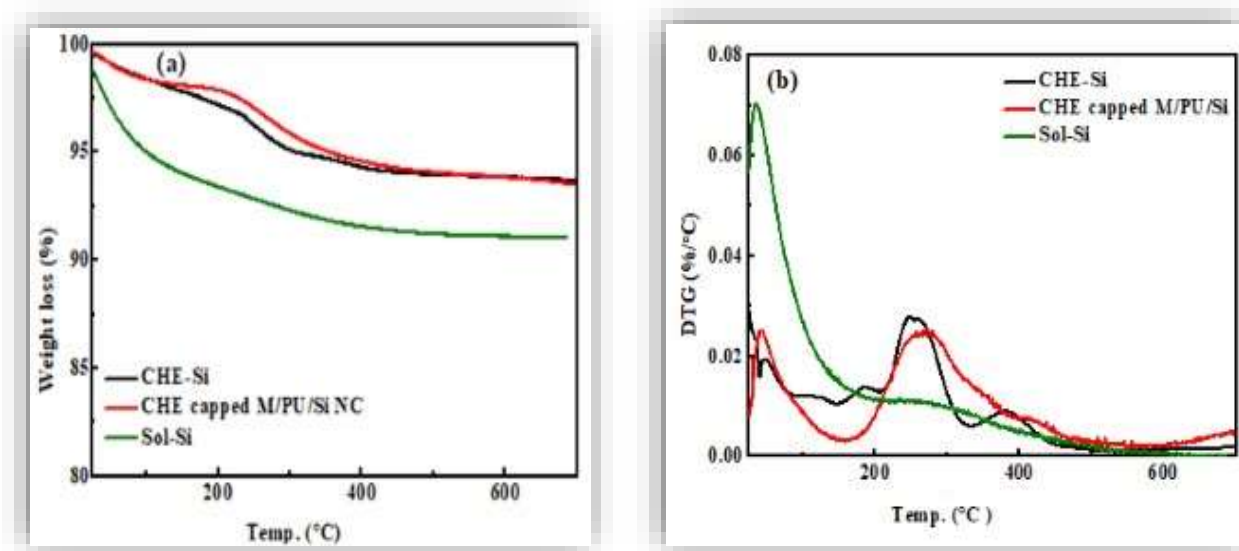 (a)
100
95
90
85
80
Weight loss (%)
CHE-Si
CHE capped M/PU/Si NC
Sol-Si
200
400
600
Temp. (°C)
(b)
0.08
0.06
0.04
0.02
0.00
DTG (%/°C)
CHE-Si
CHE capped M/PU/Si
Sol-Si
200
400
600
Temp. (°C )